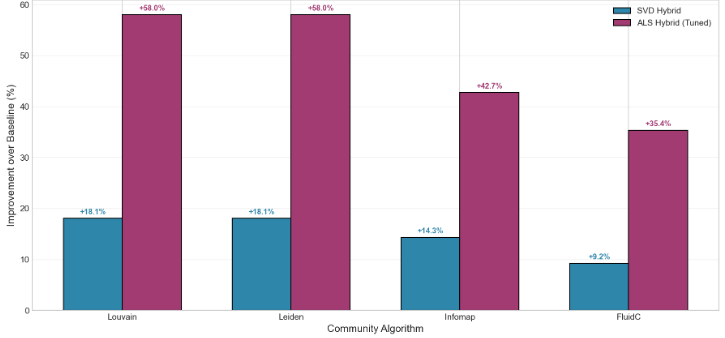 60
50
40
30
20
10
0
Improvement over Baseline (%)
+58.0%
+58.0%
+42.7%
+35.4%
+18.1%
+18.1%
+14.3%
+9.2%
SVD Hybrid
ALS Hybrid (Tuned)
Louvain
Leiden
Infomap
FluidC
Community Algorithm